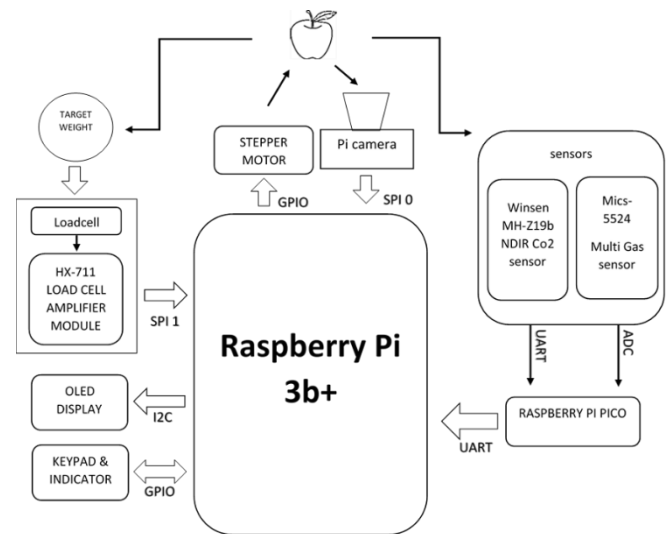 TARGET
WEIGHT
STEPPER
MOTOR
Pi camera
sensors
Loadcell
HX-711
LOAD CELL
AMPLIFIER
MODULE
GPIO
SPI 0
Winsen
MH-Z19b
NDIR Co2
sensor
Mics-
5524
Multi Gas
sensor
SPI 1
Raspberry Pi
3b+
UART
ADC
OLED
DISPLAY
I2C
RASPBERRY PI PICO
UART
KEYPAD &
INDICATOR
GPIO